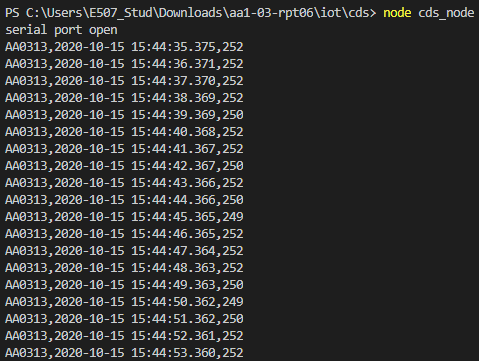 PS C:\Users\E507_Stud\Downloads\aa1-03-rpt06\iot\cds> node cds_node
serial port open
AA0313,2020-10-15 15:44:35.375,252
AA0313,2020-10-15 15:44:36.371,252
AA0313,2020-10-15 15:44:37.370,252
AA0313,2020-10-15 15:44:38.369,252
AA0313,2020-10-15 15:44:39.369,250
AA0313,2020-10-15 15:44:40.368,252
AA0313,2020-10-15 15:44:41.367,252
AA0313,2020-10-15 15:44:42.367,250
AA0313,2020-10-15 15:44:43.366,252
AA0313,2020-10-15 15:44:44.366,250
AA0313,2020-10-15 15:44:45.365,249
AA0313,2020-10-15 15:44:46.365,252
AA0313,2020-10-15 15:44:47.364,252
AA0313,2020-10-15 15:44:48.363,252
AA0313,2020-10-15 15:44:49.363,250
AA0313,2020-10-15 15:44:50.362,249
AA0313,2020-10-15 15:44:51.362,250
AA0313,2020-10-15 15:44:52.361,252
AA0313,2020-10-15 15:44:53.360,252